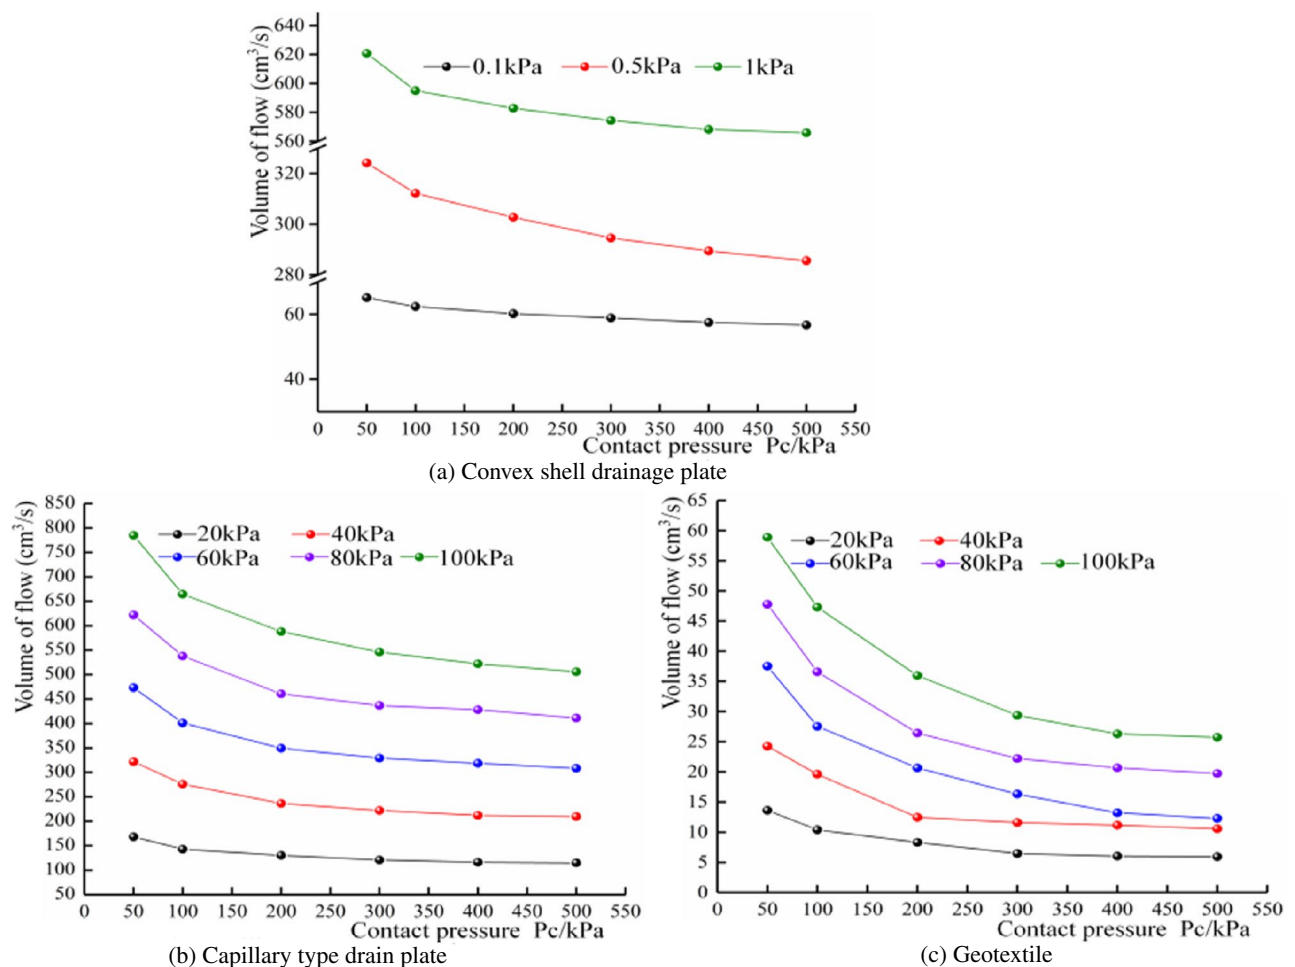 640
620
600
580
560
320
300
280
60
40
Volume of flow (cm³/s)
0.1kPa 0.5kPa 1kPa
0 50 100 150 200 250 300 350 400 450 500 550
Contact pressure Pc/kPa
(a) Convex shell drainage plate
850
800
750
700
650
600
550
500
450
400
350
300
250
200
150
100
50
Volume of flow (cm³/s)
20kPa 40kPa
60kPa 80kPa 100kPa
0 50 100 150 200 250 300 350 400 450 500 550
Contact pressure Pc/kPa
(b) Capillary type drain plate
65
60
55
50
45
40
35
30
25
20
15
10
5
0
Volume of flow (cm³/s)
20kPa 40kPa
60kPa 80kPa 100kPa
0 50 100 150 200 250 300 350 400 450 500 550
Contact pressure Pc/kPa
(c) Geotextile